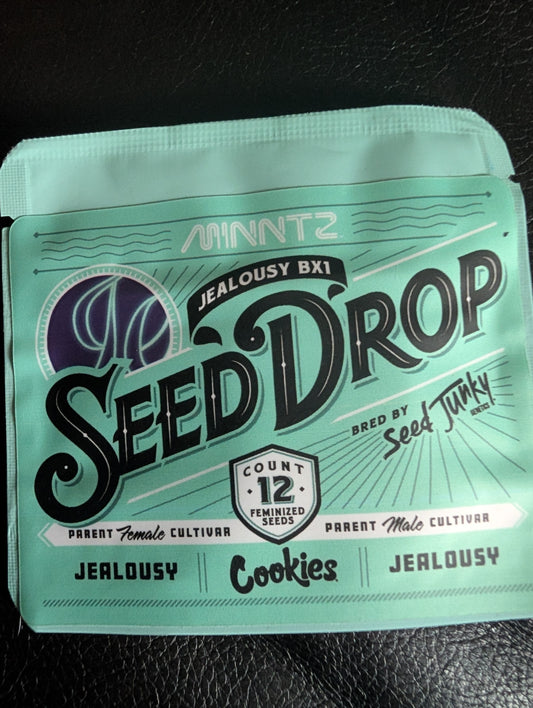 MINNTZ
JEALOUSY BX1
SEED DROP
BRED BY Seed Junky
GENETICS
COUNT
12
FEMINIZED
SEEDS
PARENT Female CULTIVAR
PARENT Male CULTIVAR
JEALOUSY
Cookies
JEALOUSY